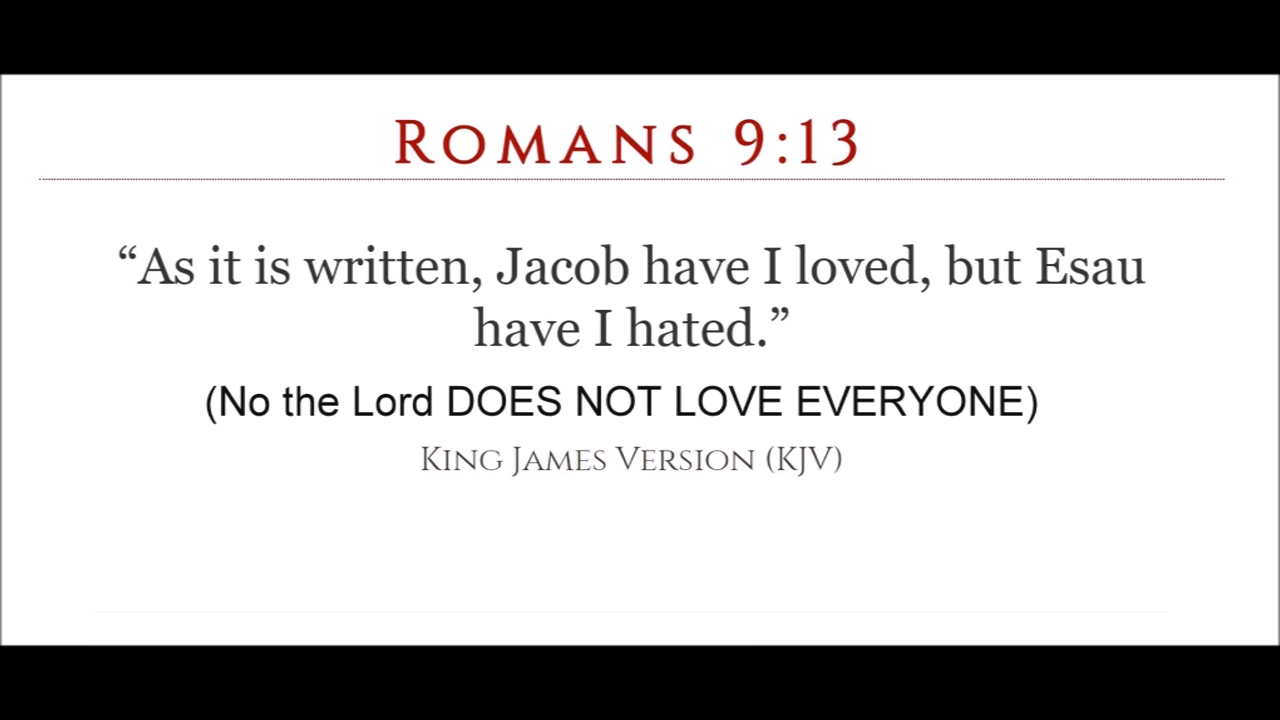 Romans 9:13
“As it is written, Jacob have I loved, but Esau
have I hated.”
(No the Lord DOES NOT LOVE EVERYONE)
King James Version (KJV)